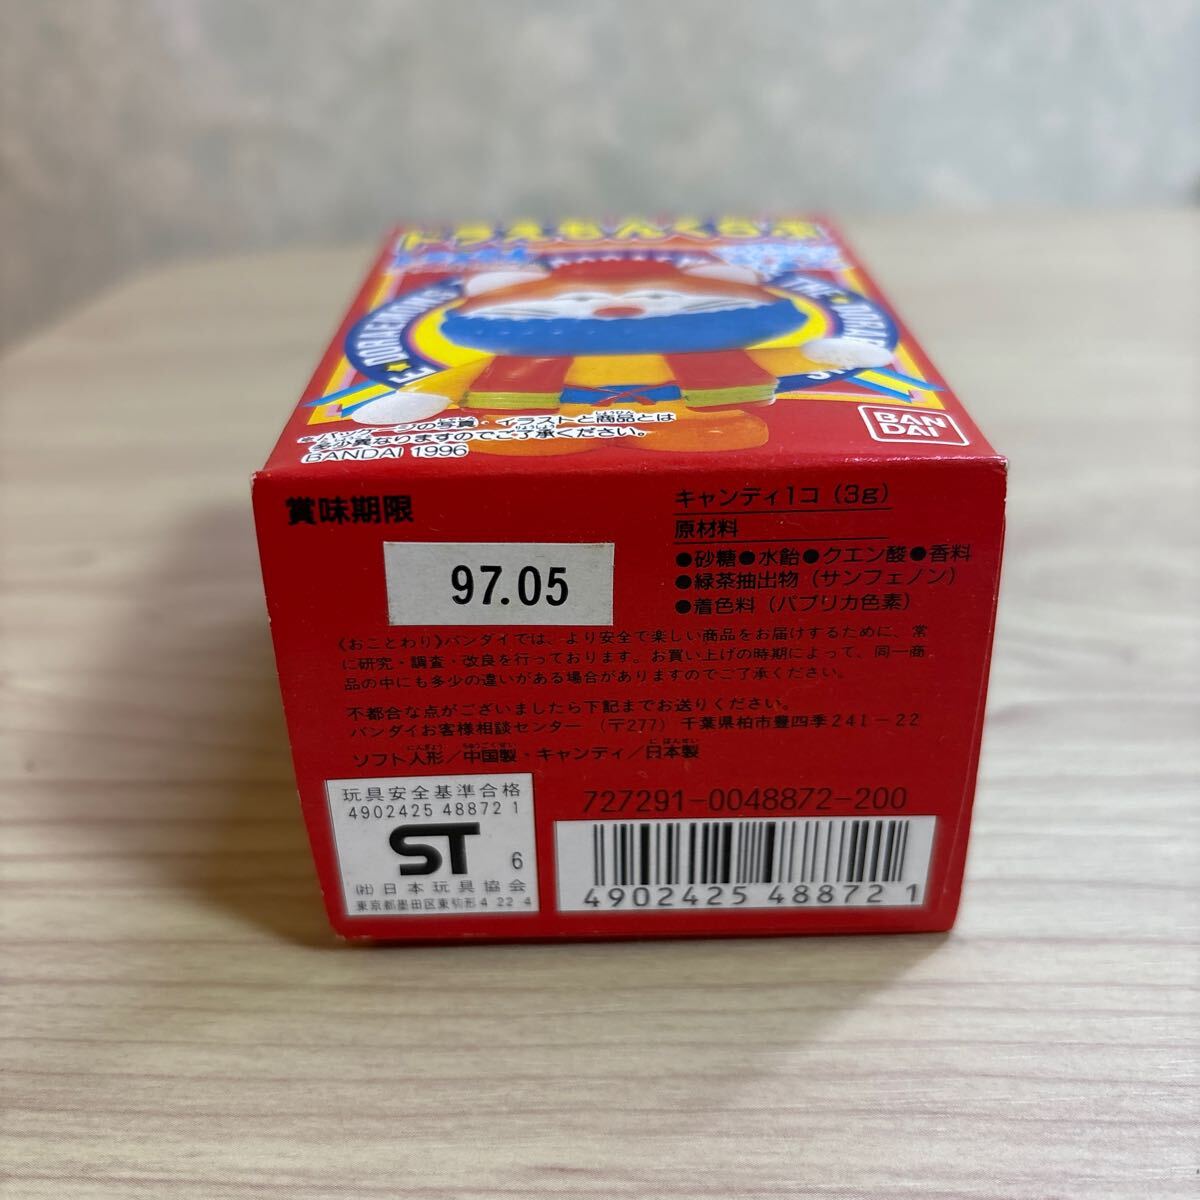 ドラえもんくらぶ
THE DORAEMONS
※パッケージの写真・イラストと商品とは
多少異なりますのでご了承ください。
BANDAI 1996
BAN
DAI
賞味期限
97.05
キャンディ1コ（3g）
原材料
●砂糖●水飴●クエン酸●香料
●緑茶抽出物（サンフェノン）
●着色料（パプリカ色素）
《おことわり》バンダイでは、より安全で楽しい商品をお届けするために、常
に研究・調査・改良を行っております。お買い上げの時期によって、同一商
品の中にも多少の違いがある場合がありますのでご了承ください。
不都合な点がございましたら下記までお送りください。
バンダイお客様相談センター （〒277）千葉県柏市豊四季241－22
ソフト人形／中国製・キャンディ／日本製
玩具安全基準合格
4902425 48872 1
ST 6
㈳日本玩具協会
東京都墨田区東駒形4 22 4
727291-0048872-200
4902425 488721